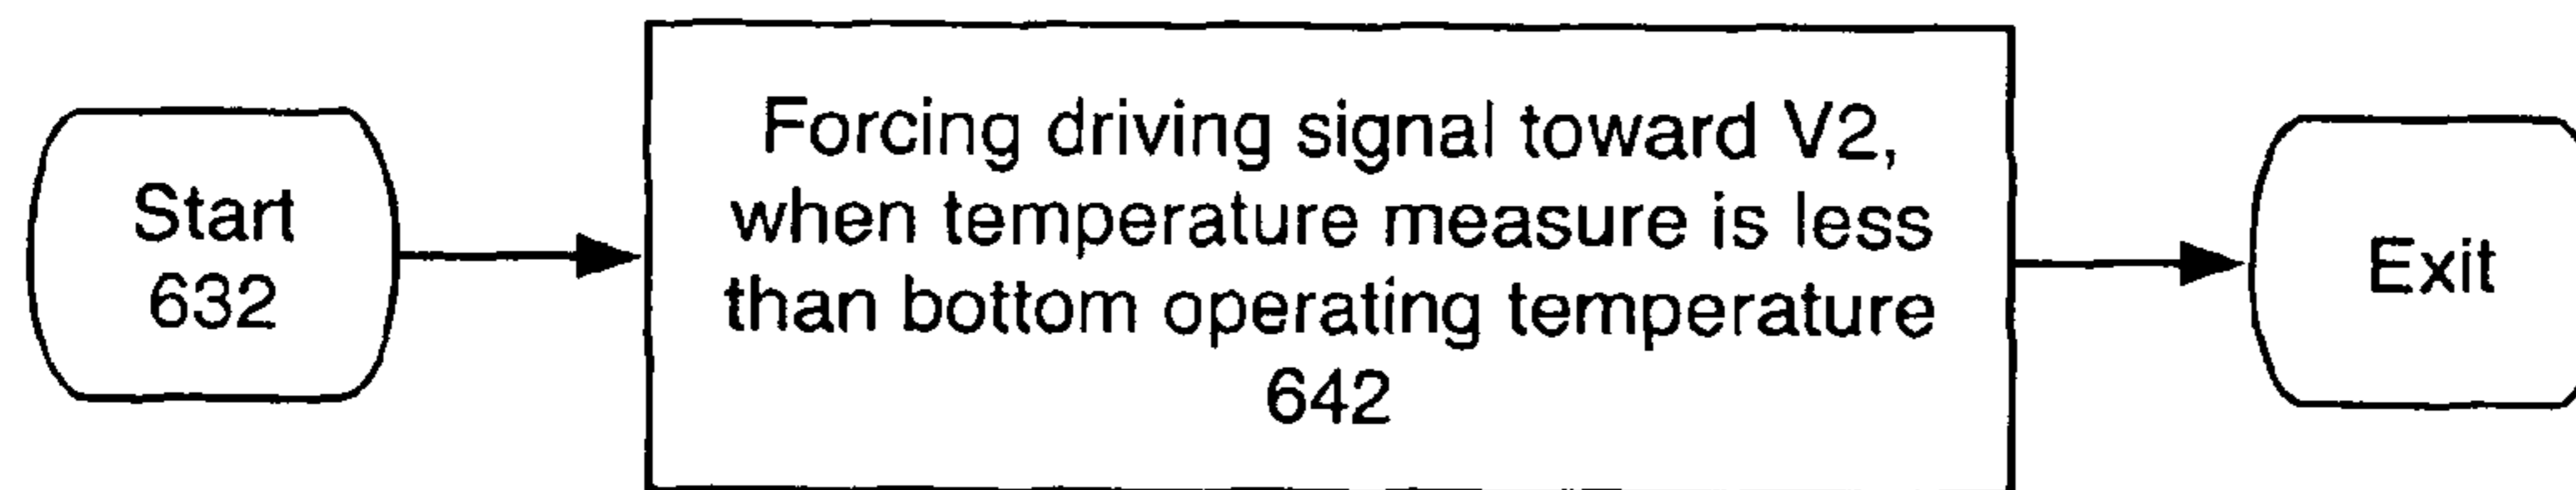 Start
632
Forcing driving signal toward V2,
when temperature measure is less
than bottom operating temperature
642
Exit